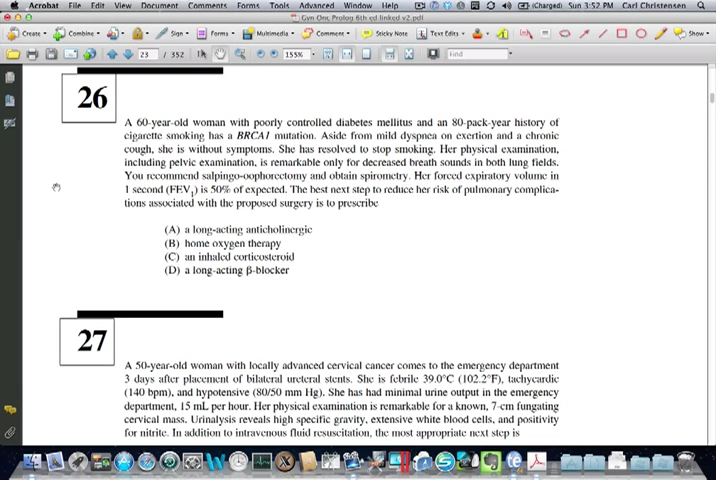 Acrobat File Edit View Document Comments Forms Tools Advanced Window Help (Charged) Sun 3:52 PM Carl Christensen
Gyn Onc Prolog 6th ed linked v2.pdf
Create Combine Sign Forms Multimedia Comment Sticky Note Text Edits Show
23 / 352 155% Find
26
A 60-year-old woman with poorly controlled diabetes mellitus and an 80-pack-year history of
cigarette smoking has a BRCA1 mutation. Aside from mild dyspnea on exertion and a chronic
cough, she is without symptoms. She has resolved to stop smoking. Her physical examination,
including pelvic examination, is remarkable only for decreased breath sounds in both lung fields.
You recommend salpingo-oophorectomy and obtain spirometry. Her forced expiratory volume in
1 second (FEV1) is 50% of expected. The best next step to reduce her risk of pulmonary complica-
tions associated with the proposed surgery is to prescribe
(A) a long-acting anticholinergic
(B) home oxygen therapy
(C) an inhaled corticosteroid
(D) a long-acting β-blocker
27
A 50-year-old woman with locally advanced cervical cancer comes to the emergency department
3 days after placement of bilateral ureteral stents. She is febrile 39.0°C (102.2°F), tachycardic
(140 bpm), and hypotensive (80/50 mm Hg). She has had minimal urine output in the emergency
department, 15 mL per hour. Her physical examination is remarkable for a known, 7-cm fungating
cervical mass. Urinalysis reveals high specific gravity, extensive white blood cells, and positivity
for nitrite. In addition to intravenous fluid resuscitation, the most appropriate next step is